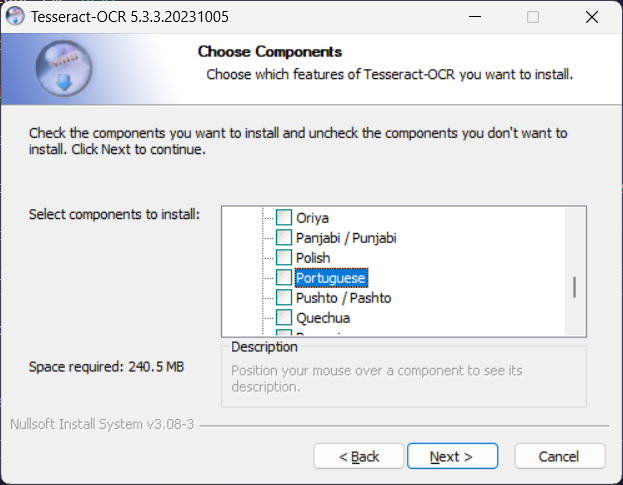 Tesseract-OCR 5.3.3.20231005
Choose Components
Choose which features of Tesseract-OCR you want to install.
Check the components you want to install and uncheck the components you don't want to
install. Click Next to continue.
Select components to install:
Oriya
Panjabi / Punjabi
Polish
Portuguese
Pushto / Pashto
Quechua
Space required: 240.5 MB
Description
Position your mouse over a component to see its
description.
Nullsoft Install System v3.08-3
< Back
Next >
Cancel